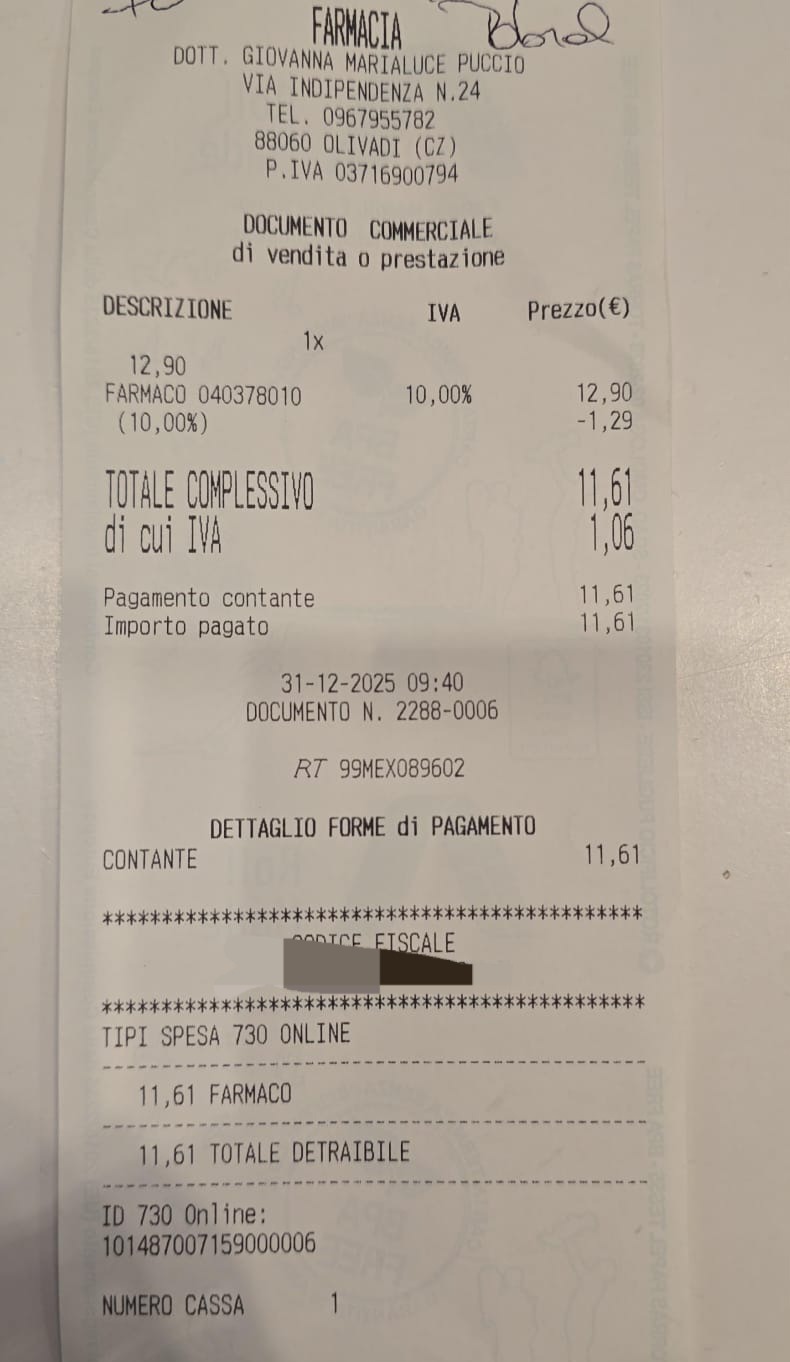 FARMACIA
DOTT. GIOVANNA MARIALUCE PUCCIO
VIA INDIPENDENZA N.24
TEL. 0967955782
88060 OLIVADI (CZ)
P.IVA 03716900794
DOCUMENTO COMMERCIALE
di vendita o prestazione
DESCRIZIONE IVA Prezzo(€)
1x
12,90
FARMACO 040378010 10,00% 12,90
(10,00%) -1,29
TOTALE COMPLESSIVO 11,61
di cui IVA 1,06
Pagamento contante 11,61
Importo pagato 11,61
31-12-2025 09:40
DOCUMENTO N. 2288-0006
RT 99MEX089602
DETTAGLIO FORME di PAGAMENTO
CONTANTE 11,61
**********************************************
CODICE FISCALE
**********************************************
TIPI SPESA 730 ONLINE
----------------------------------------------
11,61 FARMACO
----------------------------------------------
11,61 TOTALE DETRAIBILE
----------------------------------------------
ID 730 Online:
101487007159000006
NUMERO CASSA 1